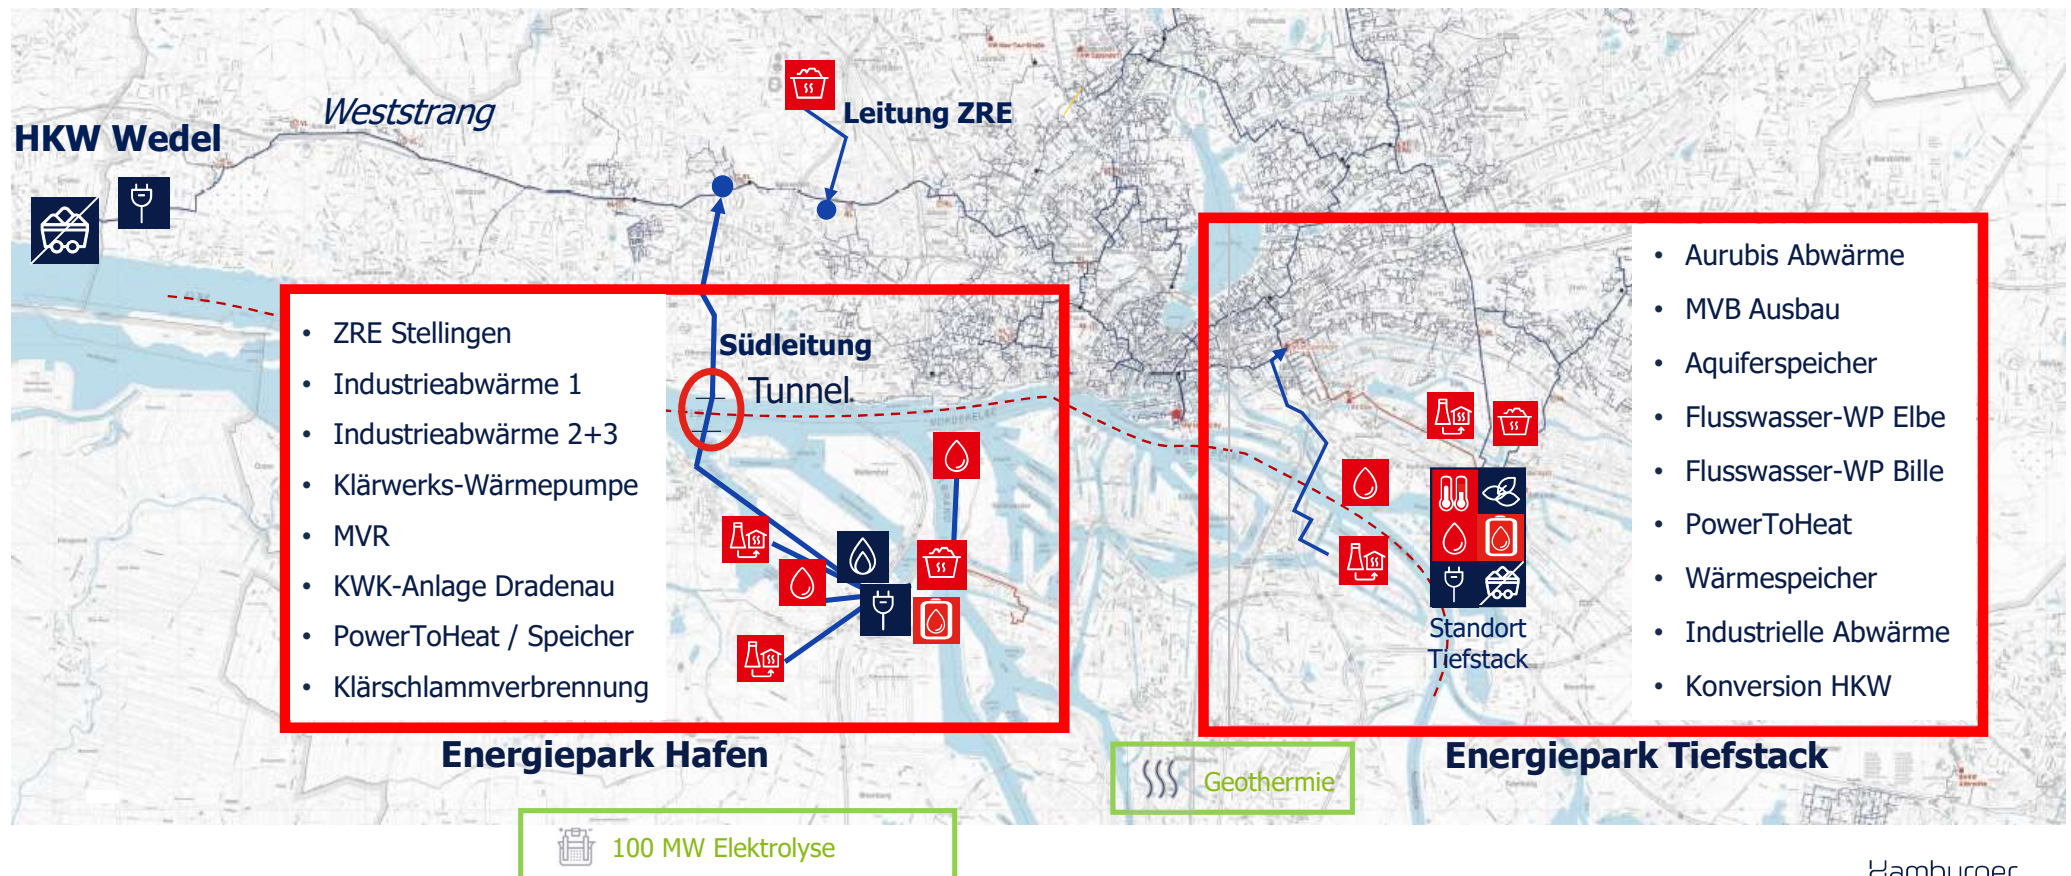 HKW Wedel
Weststrang
Leitung ZRE
• ZRE Stellingen
• Industrieabwärme 1
• Industrieabwärme 2+3
• Klärwerks-Wärmepumpe
• MVR
• KWK-Anlage Dradenau
• PowerToHeat / Speicher
• Klärschlammverbrennung
Südleitung
Tunnel
Energiepark Hafen
• Aurubis Abwärme
• MVB Ausbau
• Aquiferspeicher
• Flusswasser-WP Elbe
• Flusswasser-WP Bille
• PowerToHeat
• Wärmespeicher
• Industrielle Abwärme
• Konversion HKW
Standort
Tiefstack
Energiepark Tiefstack
Geothermie
100 MW Elektrolyse
Hamburger